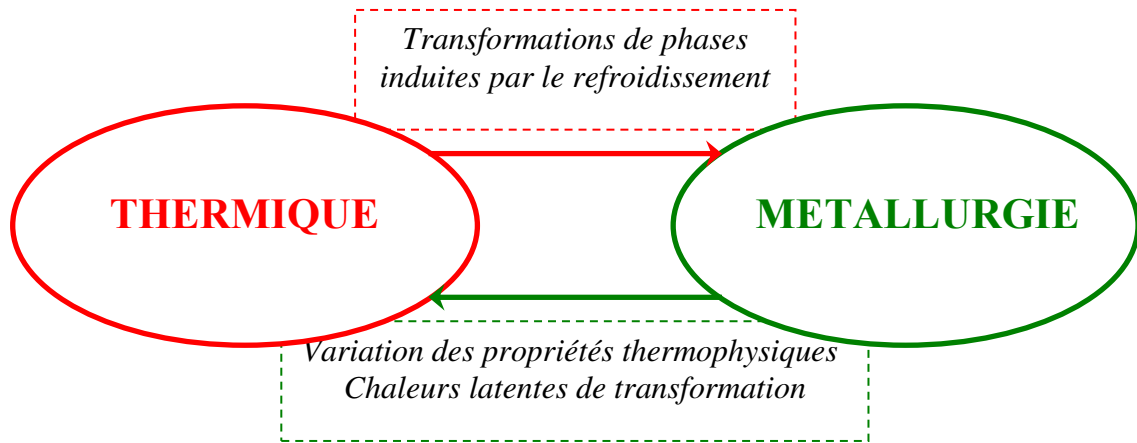 Transformations de phases
induites par le refroidissement
THERMIQUE
METALLURGIE
Variation des propriétés thermophysiques
Chaleurs latentes de transformation